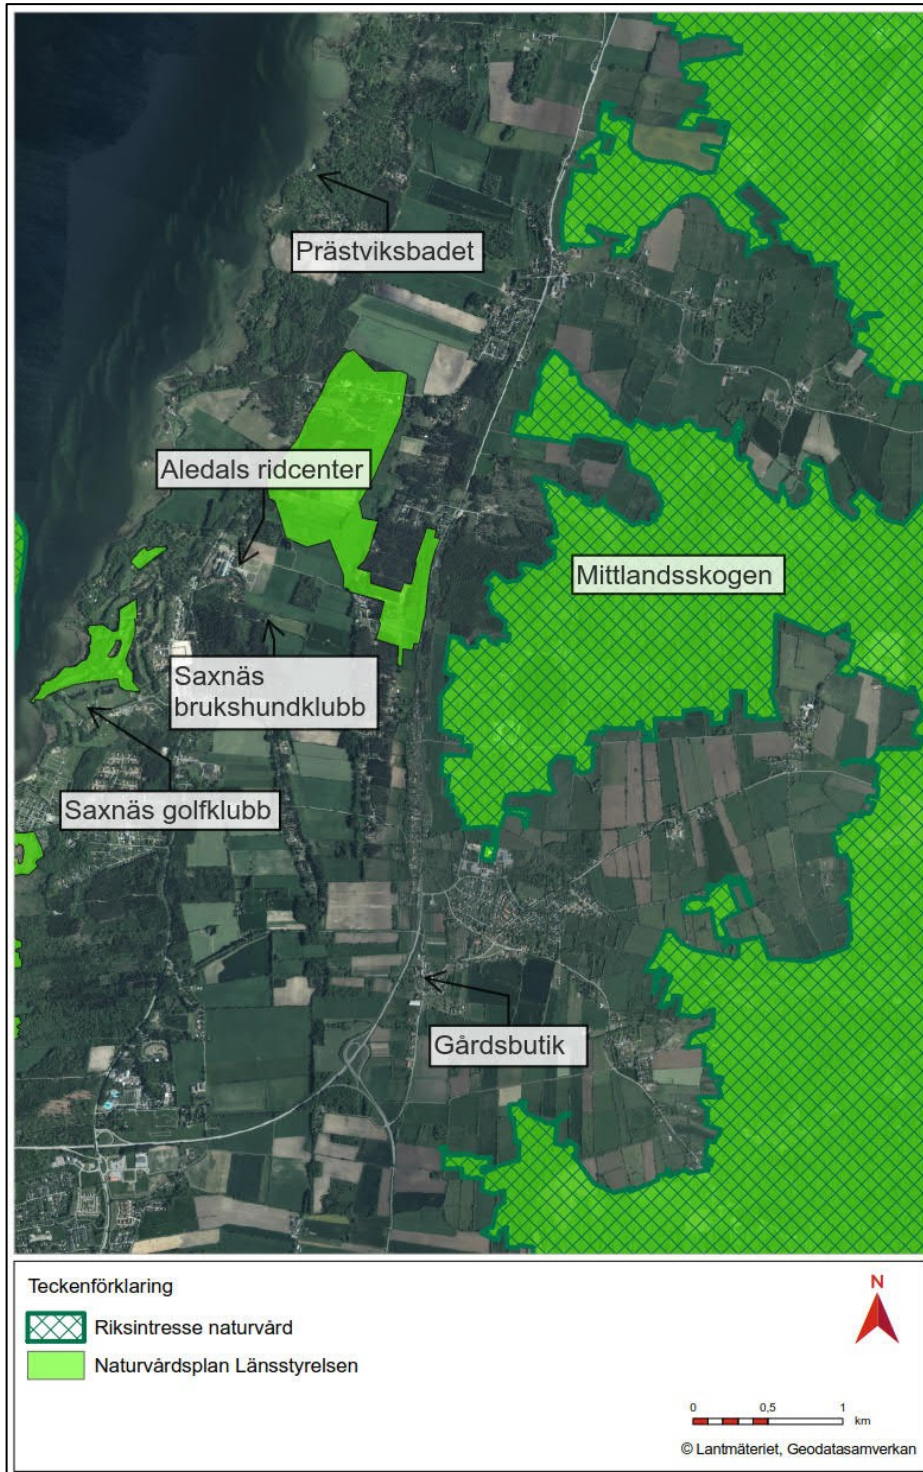 Prästviksbadet
Aledals ridcenter
Mittlandsskogen
Saxnäs
brukshundklubb
Saxnäs golfklubb
Gårdsbutik
Teckenförklaring
Riksintresse naturvård
Naturvårdsplan Länsstyrelsen
N
0 0,5 1
km
© Lantmäteriet, Geodatasamverkan